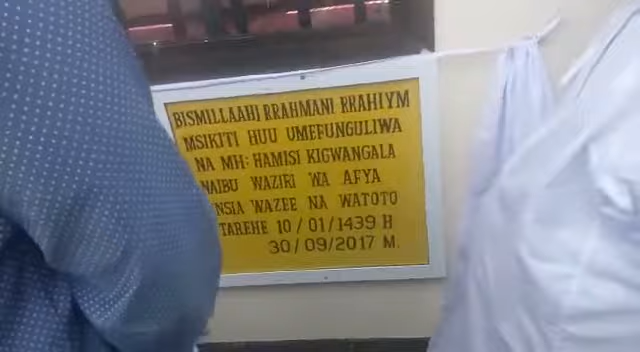 BISMILLAAHI RRAHMANI RRAHIYM
MSIKITI HUU UMEFUNGULIWA
NA MH: HAMISI KIGWANGALA
NAIBU WAZIRI WA AFYA
NSIA WAZEE NA WATOTO
TAREHE 10/01/1439 H
30/09/2017 M.